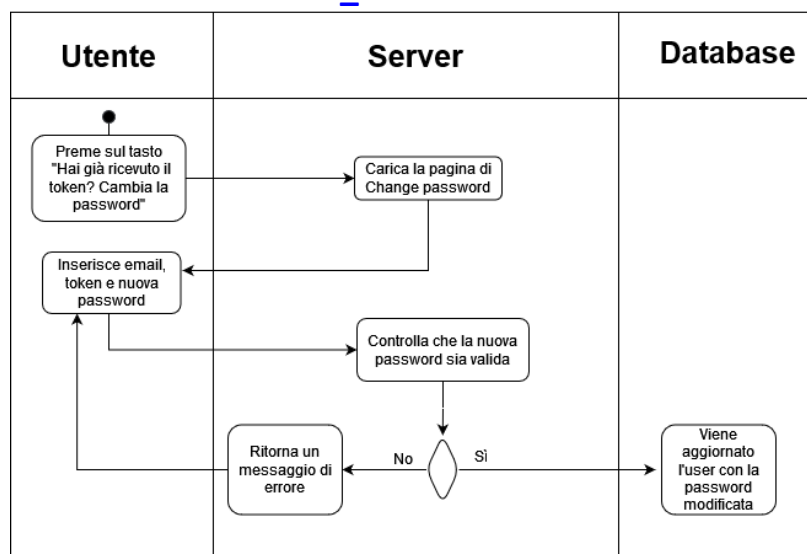 Utente
Server
Database
Preme sul tasto
"Hai già ricevuto il
token? Cambia la
password"
Carica la pagina di
Change password
Inserisce email,
token e nuova
password
Controlla che la nuova
password sia valida
Ritorna un
messaggio di
errore
No
Sì
Viene
aggiornato
l'user con la
password
modificata